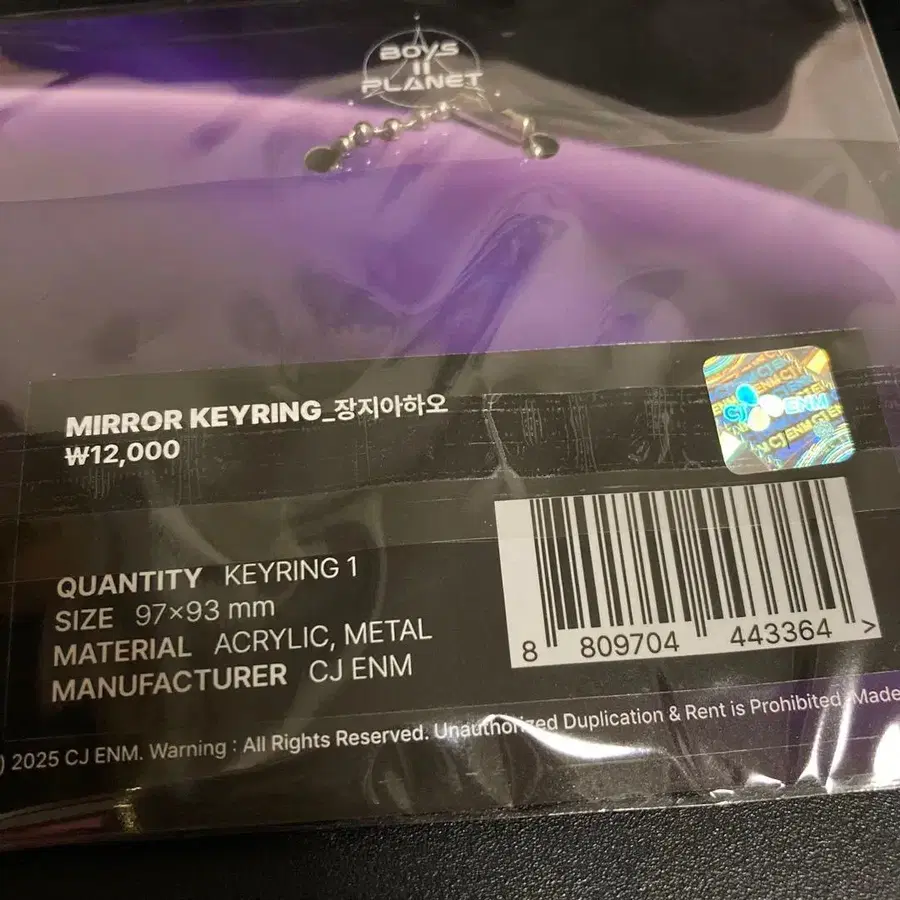 BOYS
II
PLANET
MIRROR KEYRING_장지아하오
₩12,000
CJ ENM
QUANTITY KEYRING 1
SIZE 97×93 mm
MATERIAL ACRYLIC, METAL
MANUFACTURER CJ ENM
8 809704 443364 >
) 2025 CJ ENM. Warning : All Rights Reserved. Unauthorized Duplication & Rent is Prohibited. Made